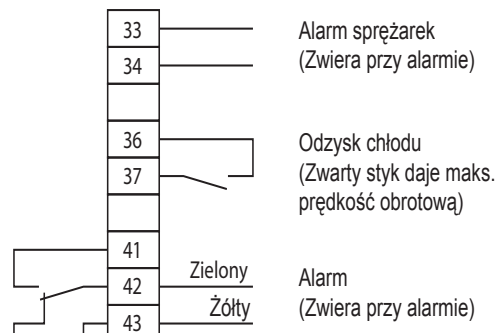 33
Alarm sprężarek
34
(Zwiera przy alarmie)
36
Odzysk chłodu
37
(Zwarty styk daje maks.
prędkość obrotową)
41
42
Zielony
Alarm
43
Żółty
(Zwiera przy alarmie)